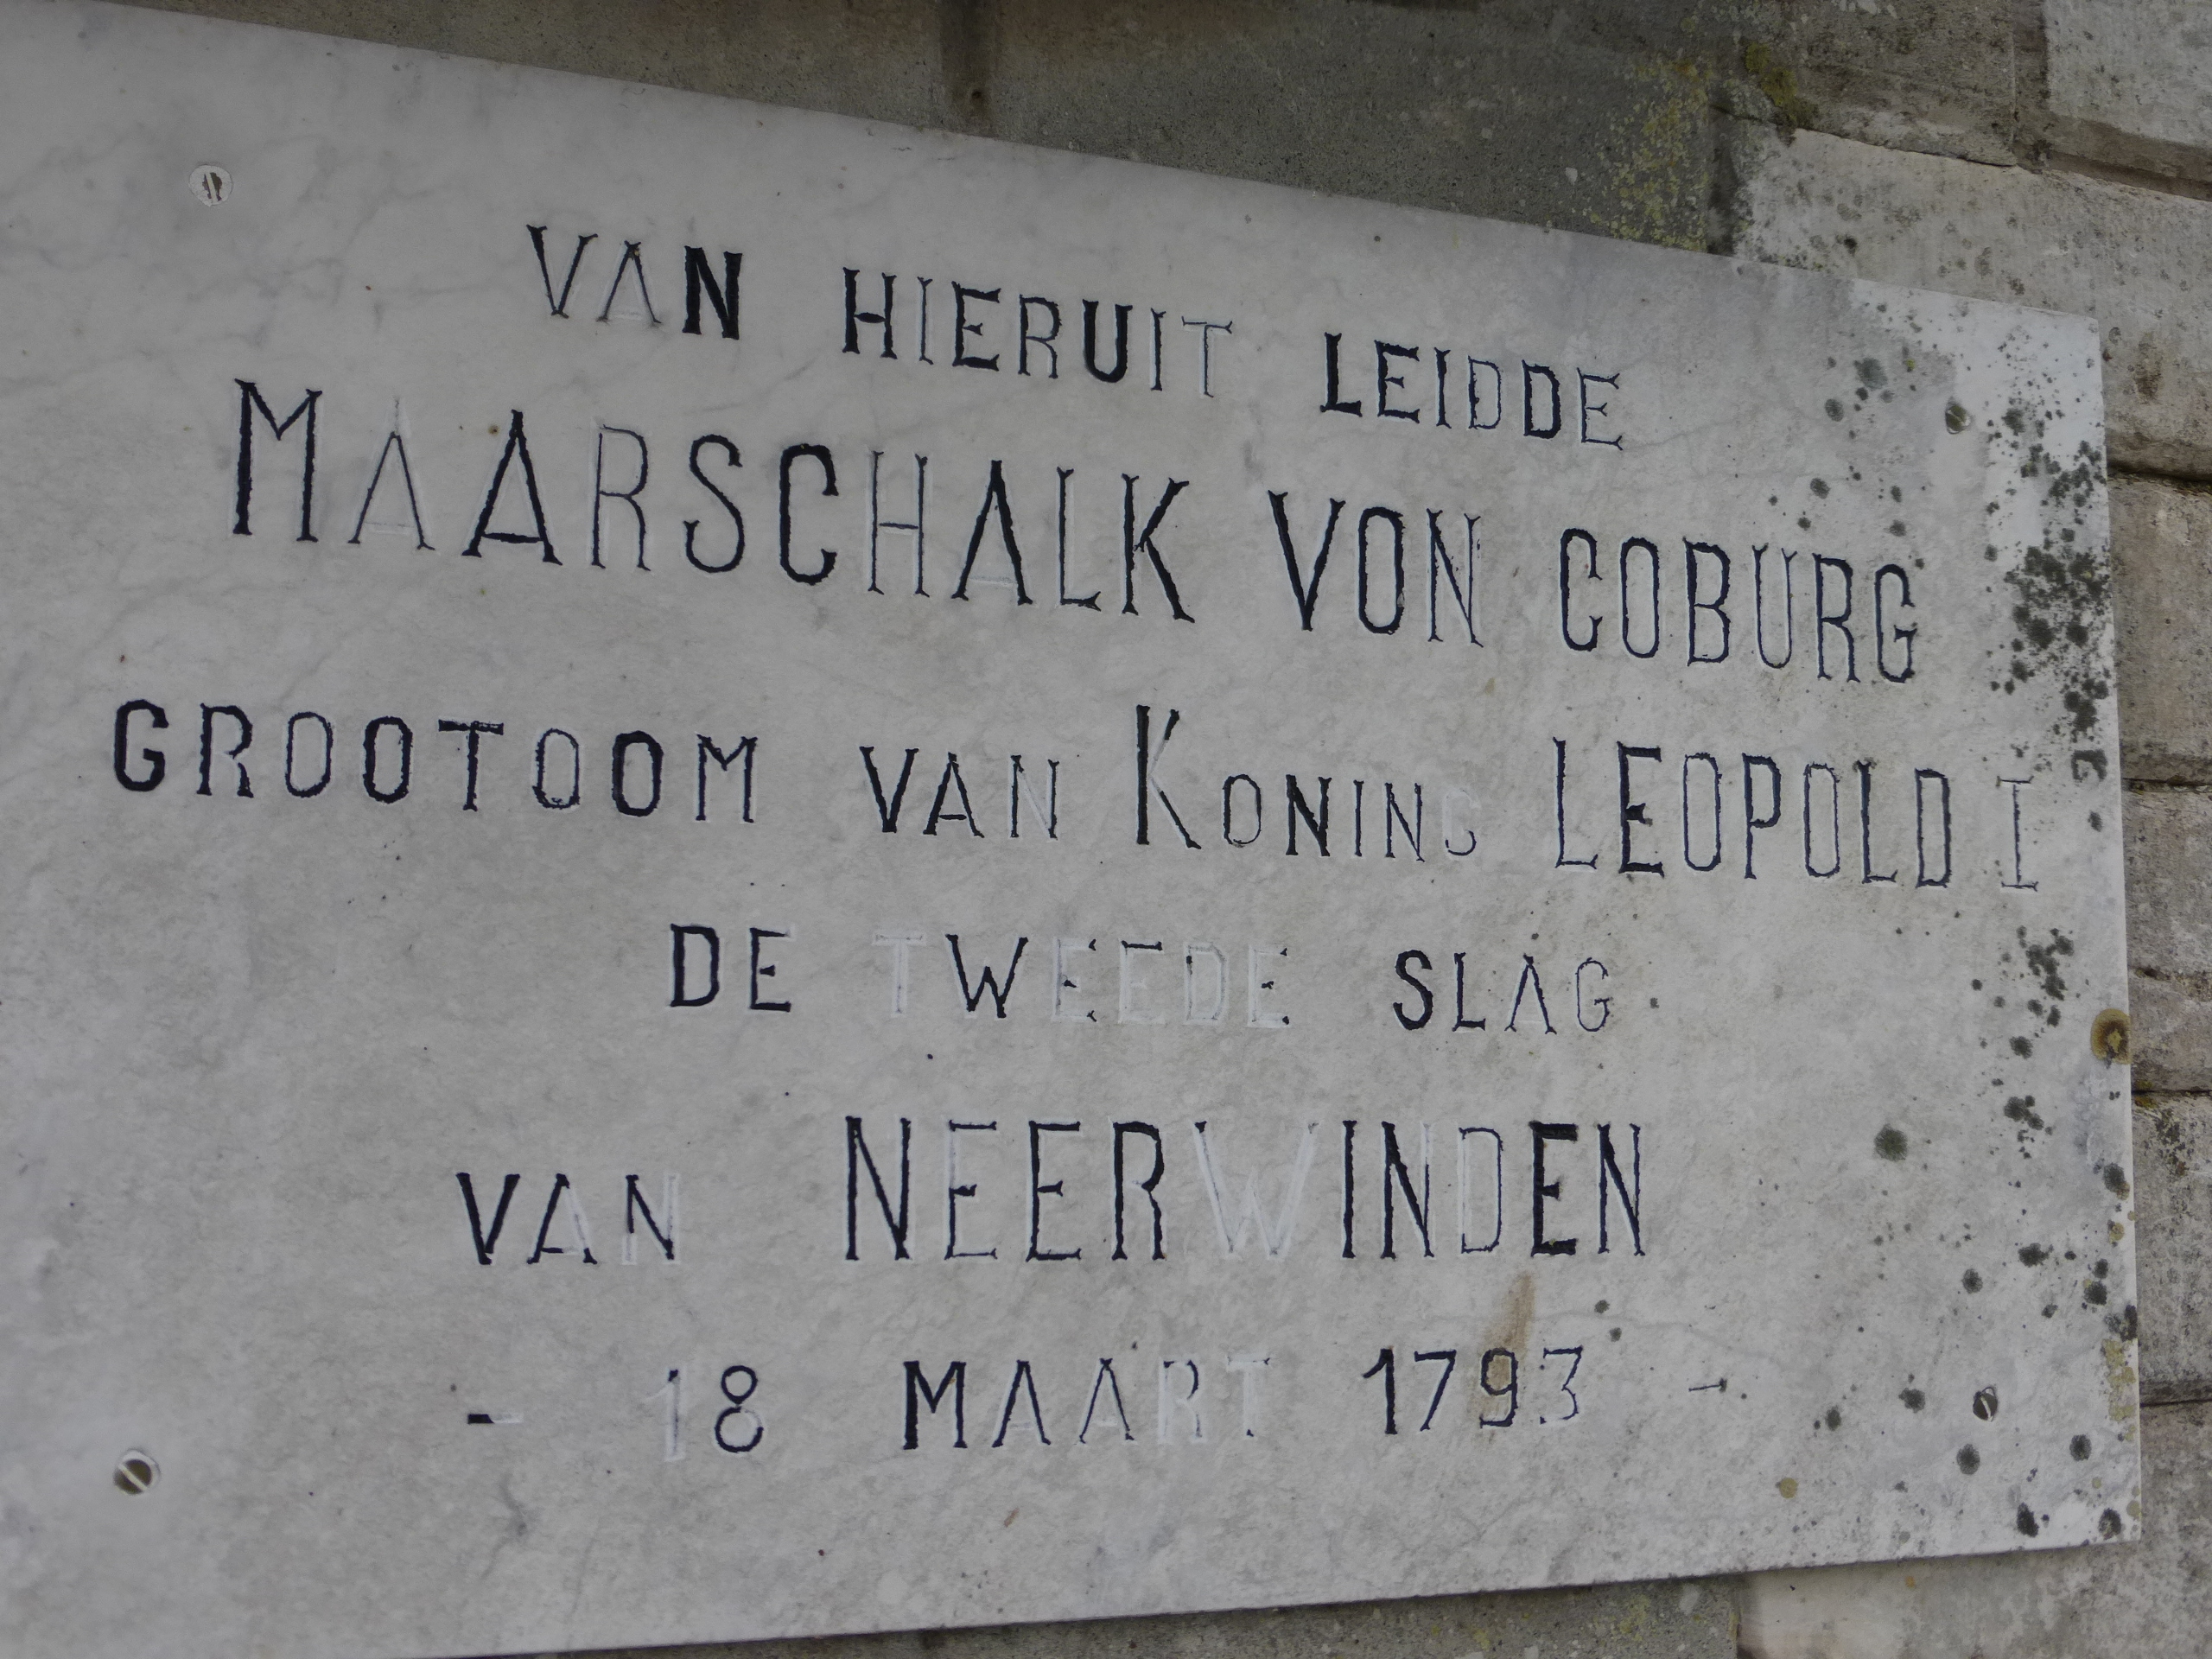 VAN HIERUIT LEIDDE
MAARSCHALK VON COBURG
GROOTOOM VAN KONING LEOPOLD I
DE TWEEDE SLAG
VAN NEERWINDEN
- 18 MAART 1793 -